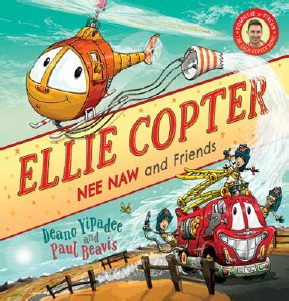 ELLIE COPTER
NEE NAW and Friends
Deano Yipadee
and
Paul Beavis